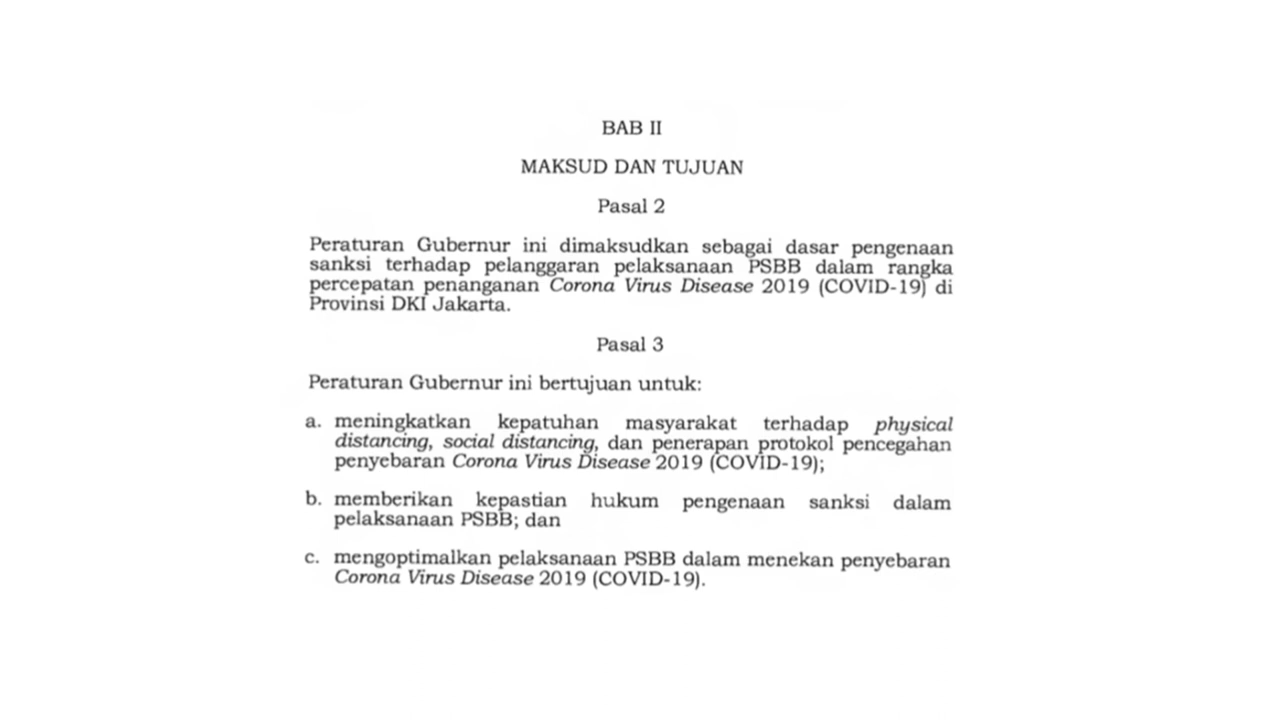 BAB II
MAKSUD DAN TUJUAN
Pasal 2
Peraturan Gubernur ini dimaksudkan sebagai dasar pengenaan
sanksi terhadap pelanggaran pelaksanaan PSBB dalam rangka
percepatan penanganan Corona Virus Disease 2019 (COVID-19) di
Provinsi DKI Jakarta.
Pasal 3
Peraturan Gubernur ini bertujuan untuk:
a. meningkatkan kepatuhan masyarakat terhadap physical
distancing, social distancing, dan penerapan protokol pencegahan
penyebaran Corona Virus Disease 2019 (COVID-19);
b. memberikan kepastian hukum pengenaan sanksi dalam
pelaksanaan PSBB; dan
c. mengoptimalkan pelaksanaan PSBB dalam menekan penyebaran
Corona Virus Disease 2019 (COVID-19).